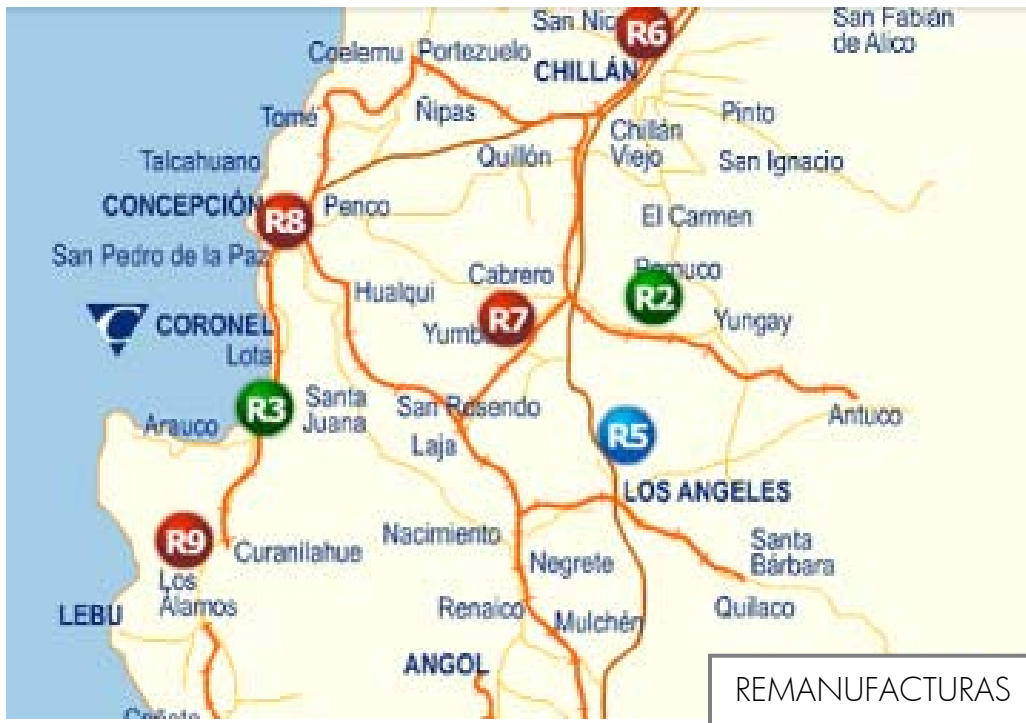 San Nic
R6
San Fabián
de Alico
Coelemu
Portezuelo
CHILLÁN
Tomé
Ñipas
Pinto
Chillán
Viejo
Talcahuano
Quillón
San Ignacio
CONCEPCIÓN
R8
Penco
El Carmen
San Pedro de la Paz
Cabrero
Pemuco
Hualqui
R2
R7
CORONEL
Yumb
Yungay
Lota
R3
Santa
Juana
San Rosendo
Antuco
Arauco
R5
Laja
LOS ANGELES
R9
Curanilahue
Nacimiento
Negrete
Santa
Bárbara
Los
Álamos
LEBU
Renaico
Mulchén
Quilaco
ANGOL
REMANUFACTURAS